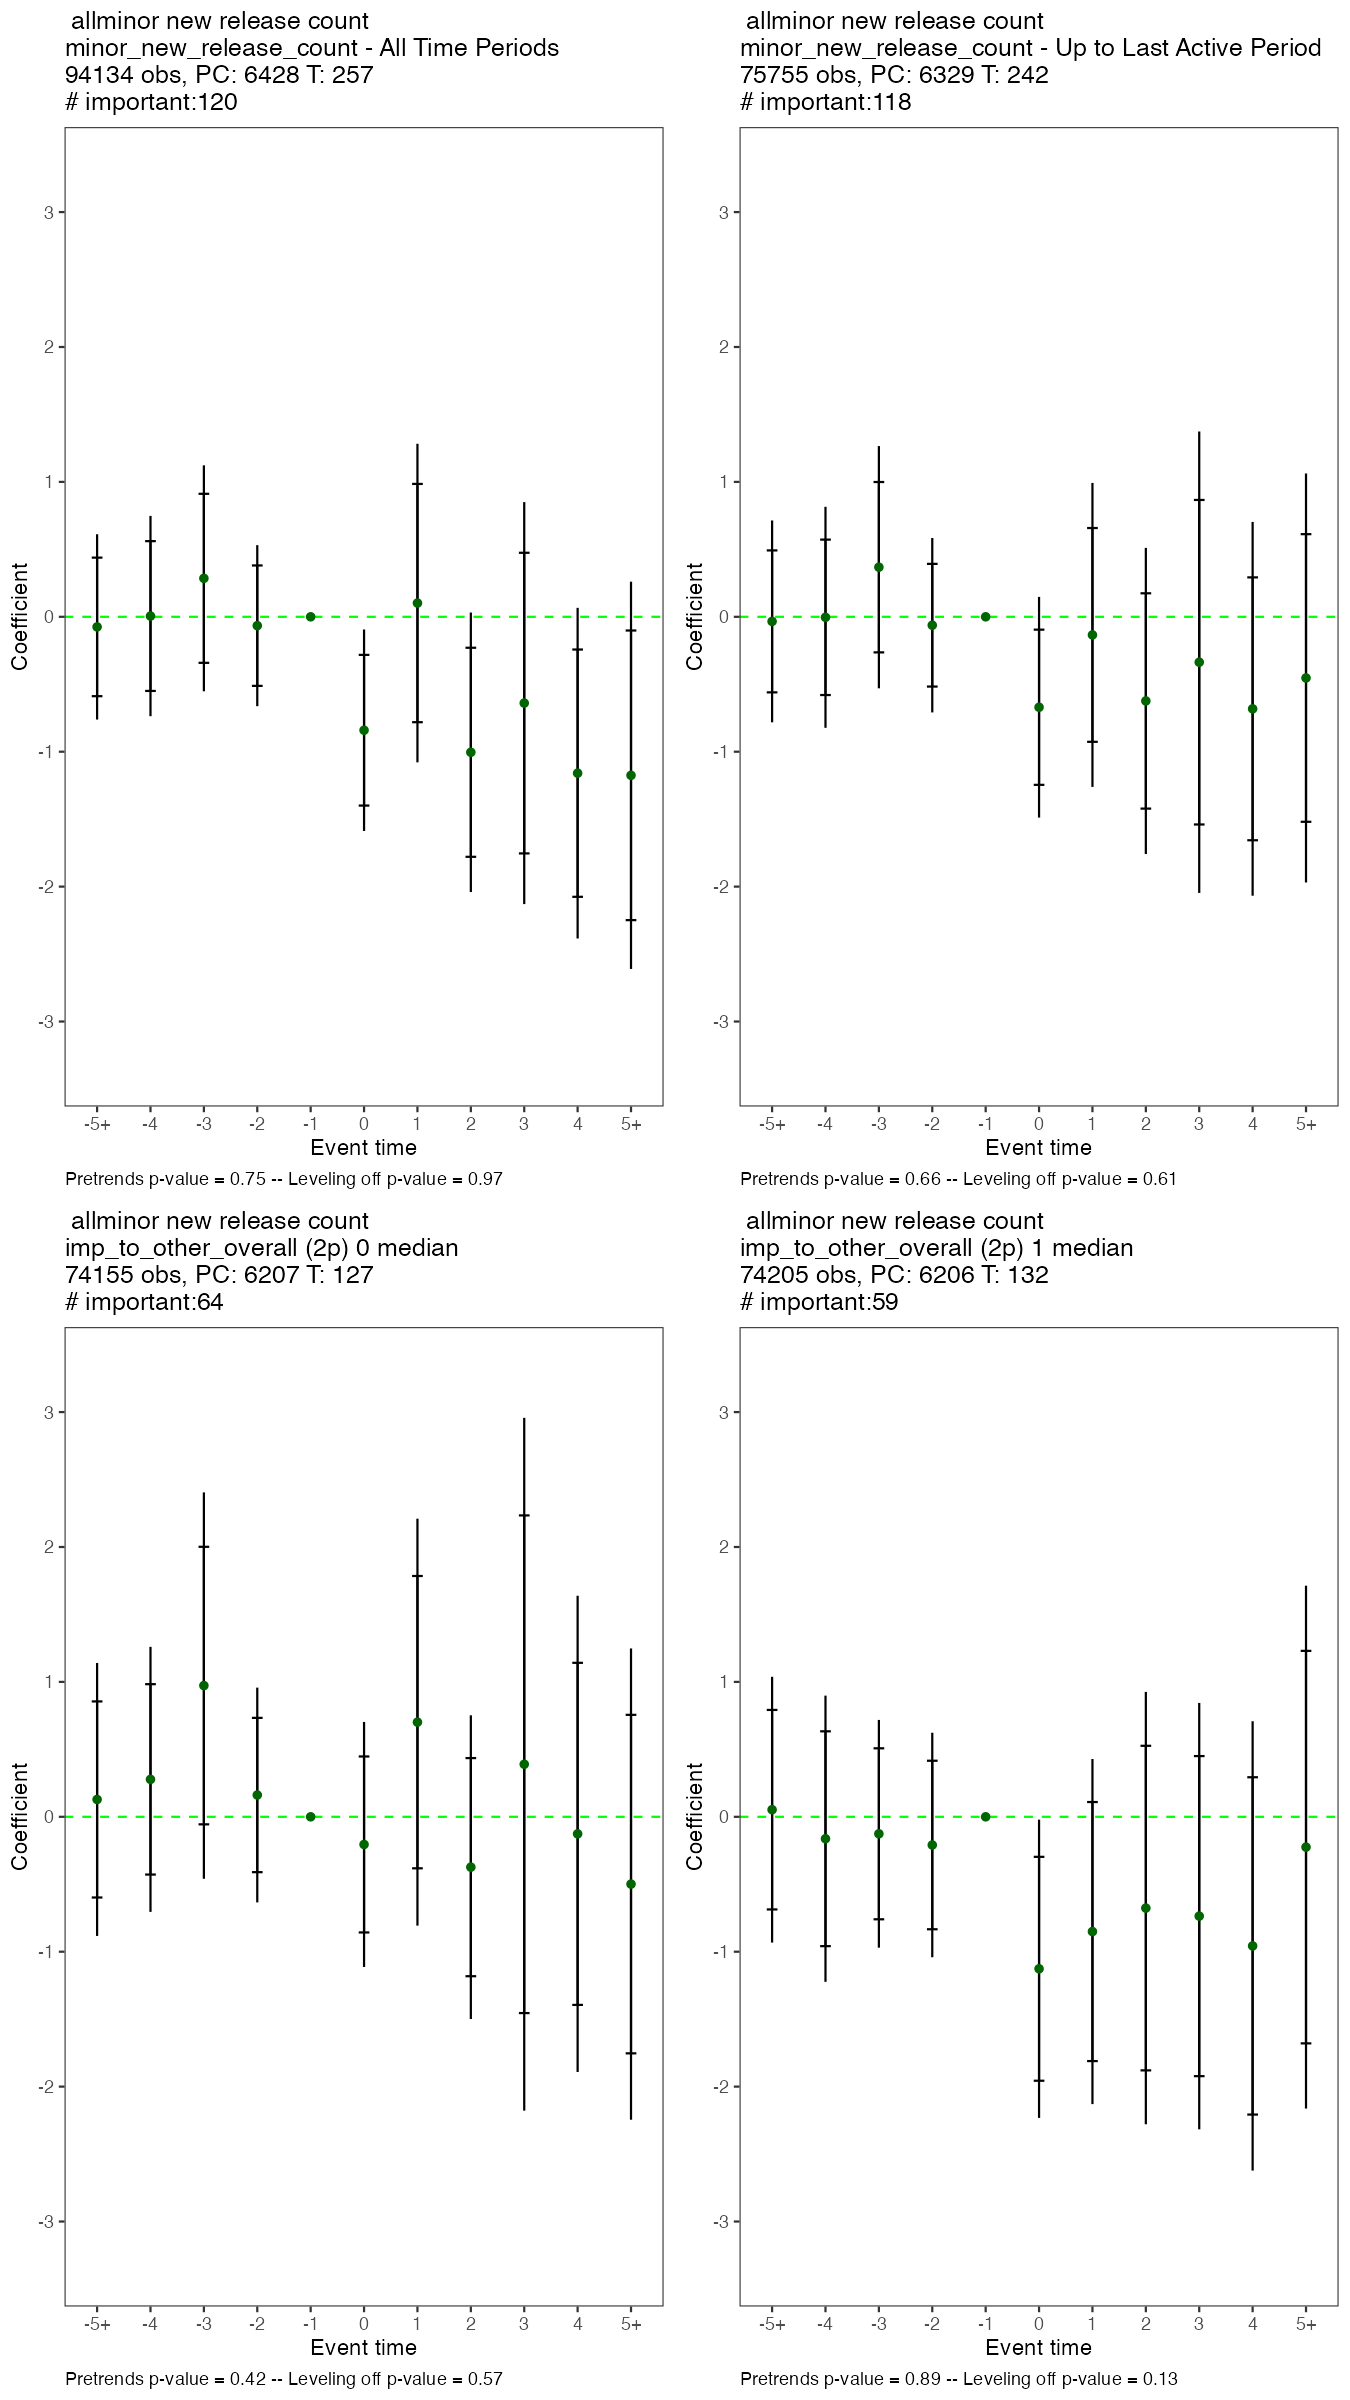 allminor new release count
minor_new_release_count - All Time Periods
94134 obs, PC: 6428 T: 257
# important:120
3
2
1
0
-1
-2
-3
Coefficient
-5+ -4 -3 -2 -1 0 1 2 3 4 5+
Event time
Pretrends p-value = 0.75 -- Leveling off p-value = 0.97
allminor new release count
minor_new_release_count - Up to Last Active Period
75755 obs, PC: 6329 T: 242
# important:118
3
2
1
0
-1
-2
-3
Coefficient
-5+ -4 -3 -2 -1 0 1 2 3 4 5+
Event time
Pretrends p-value = 0.66 -- Leveling off p-value = 0.61
allminor new release count
imp_to_other_overall (2p) 0 median
74155 obs, PC: 6207 T: 127
# important:64
3
2
1
0
-1
-2
-3
Coefficient
-5+ -4 -3 -2 -1 0 1 2 3 4 5+
Event time
Pretrends p-value = 0.42 -- Leveling off p-value = 0.57
allminor new release count
imp_to_other_overall (2p) 1 median
74205 obs, PC: 6206 T: 132
# important:59
3
2
1
0
-1
-2
-3
Coefficient
-5+ -4 -3 -2 -1 0 1 2 3 4 5+
Event time
Pretrends p-value = 0.89 -- Leveling off p-value = 0.13